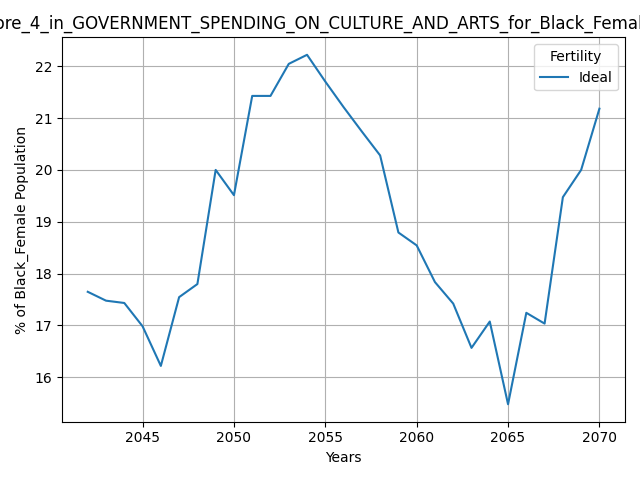 ore_4_in_GOVERNMENT_SPENDING_ON_CULTURE_AND_ARTS_for_Black_Femal
Fertility
Ideal
% of Black_Female Population
22
21
20
19
18
17
16
2045 2050 2055 2060 2065 2070
Years